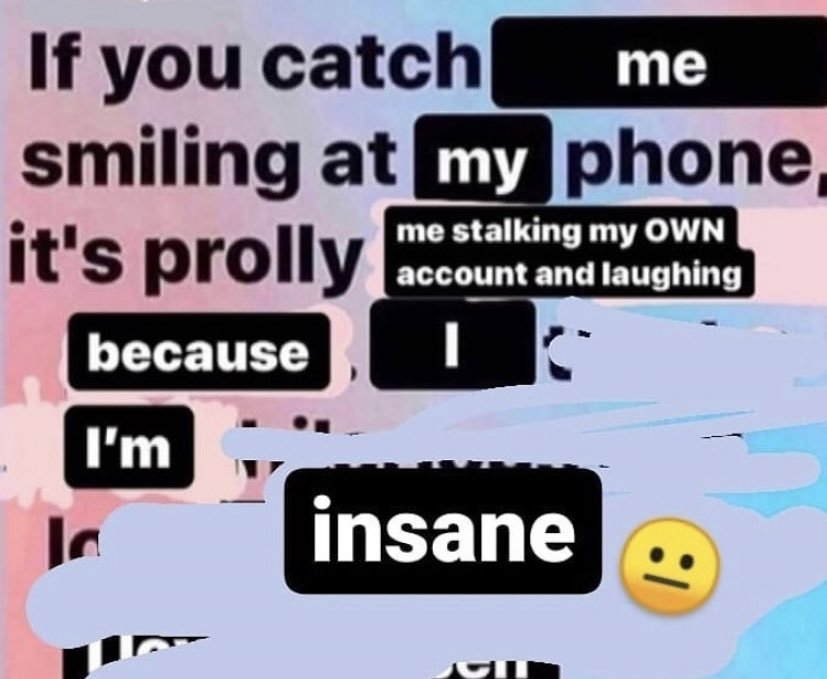 If you catch me
smiling at my phone,
it's prolly me stalking my OWN
account and laughing
because , I
I'm
insane